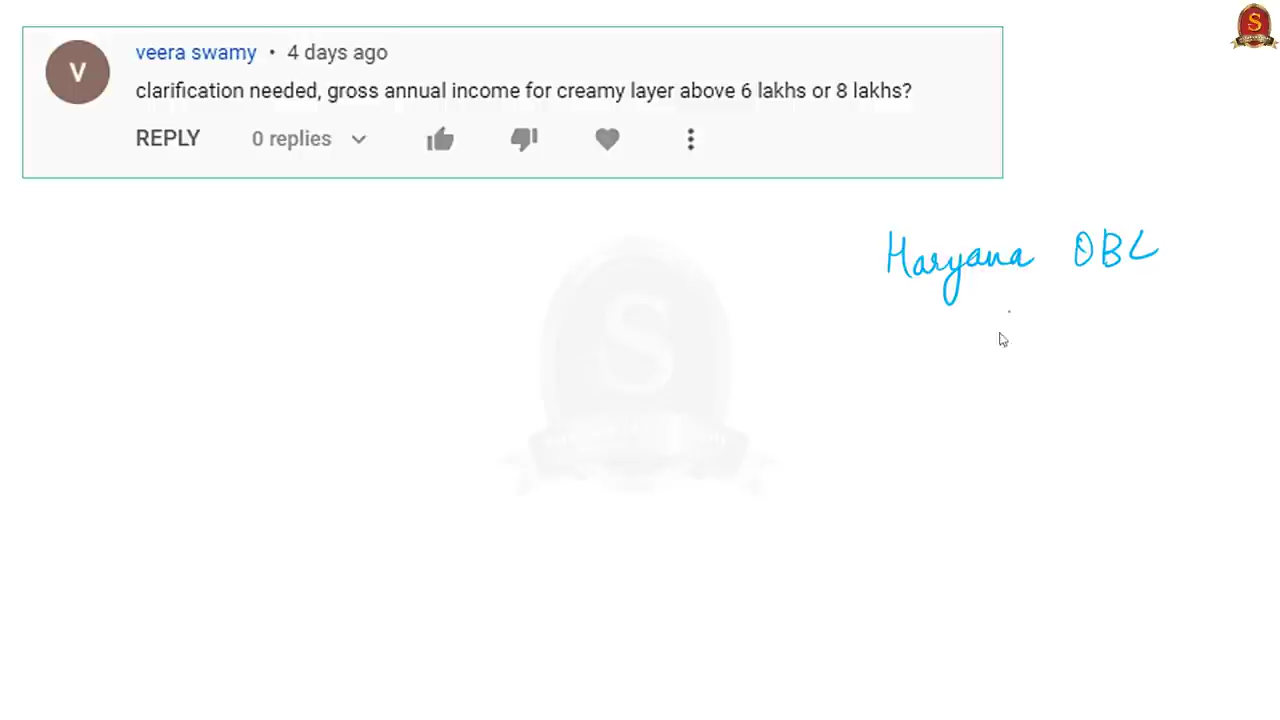 veera swamy • 4 days ago
clarification needed, gross annual income for creamy layer above 6 lakhs or 8 lakhs?
REPLY 0 replies
Haryana OBC